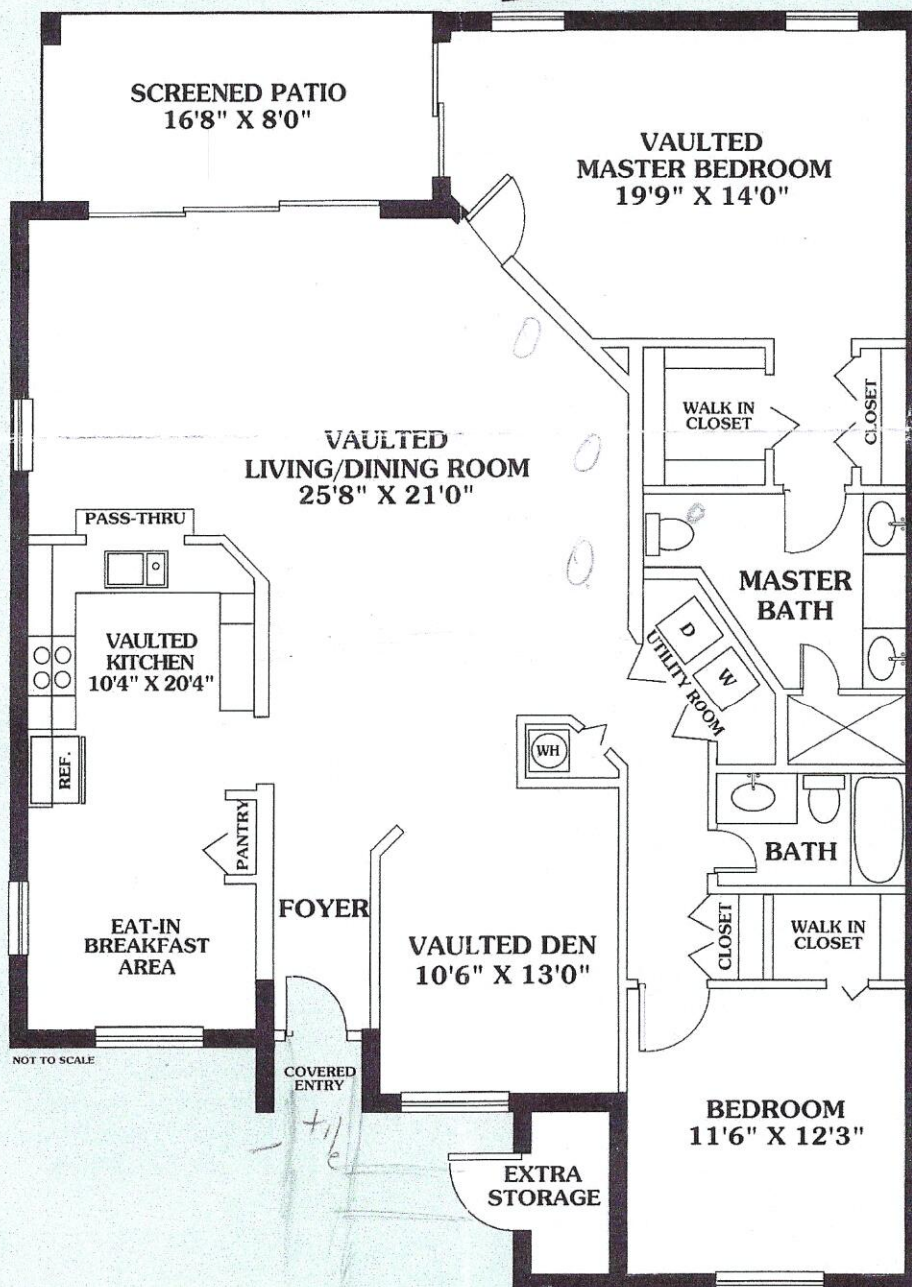 SCREENED PATIO
16'8" X 8'0"
VAULTED
MASTER BEDROOM
19'9" X 14'0"
WALK IN
CLOSET
CLOSET
VAULTED
LIVING/DINING ROOM
25'8" X 21'0"
PASS-THRU
MASTER
BATH
VAULTED
KITCHEN
10'4" X 20'4"
D
W
UTILITY ROOM
WH
REF.
PANTRY
BATH
FOYER
EAT-IN
BREAKFAST
AREA
VAULTED DEN
10'6" X 13'0"
CLOSET
WALK IN
CLOSET
NOT TO SCALE
COVERED
ENTRY
tile
BEDROOM
11'6" X 12'3"
EXTRA
STORAGE